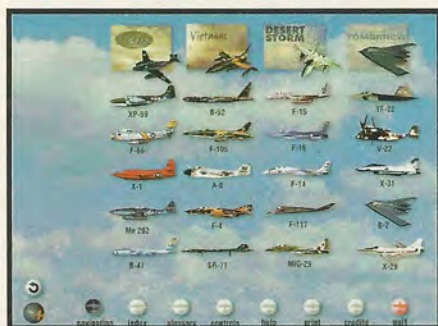 Vietnam DESERT STORM TOMORROW
XP-59 B-52 F-15 YF-22
F-86 F-105 F-16 V-22
X-1 A-6 F-14 X-31
Me 262 F-4 F-117 B-2
B-47 SR-71 MIG-29 X-29
navigation index glossary controls help print credits quit